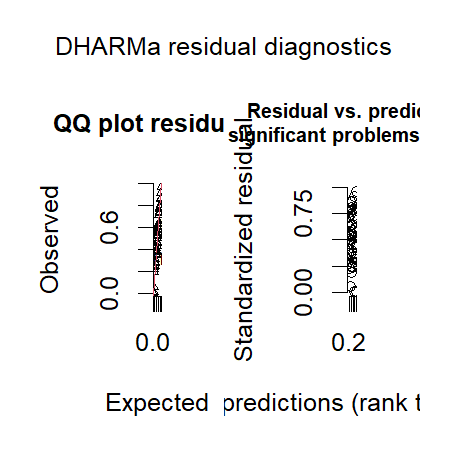 DHARMa residual diagnostics
QQ plot residu
Residual vs. predi
significant problems
Observed
0.0
0.6
0.0
Expected
Standardized residual
0.00
0.75
0.2
predictions (rank t